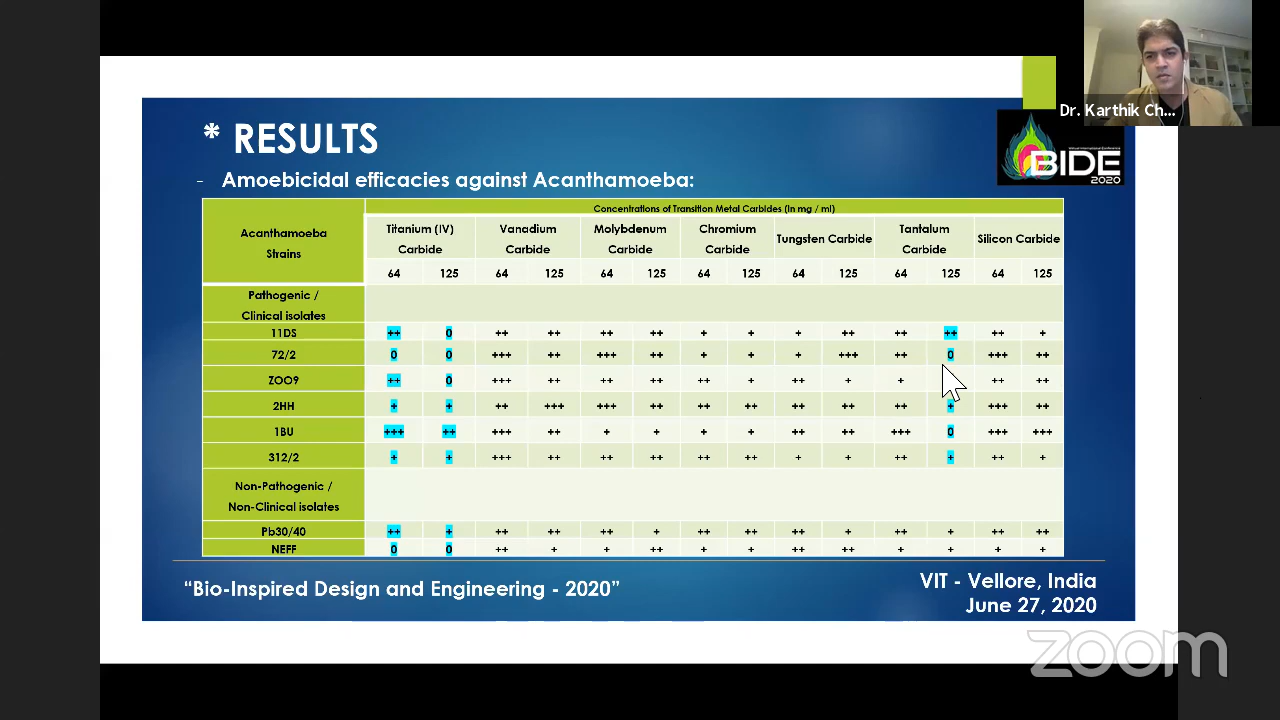 Dr. Karthik Ch...
* RESULTS
BIDE
2020
- Amoebicidal efficacies against Acanthamoeba:
Acanthamoeba Strains Concentrations of Transition Metal Carbides (in mg / ml)
Titanium (IV) Carbide Vanadium Carbide Molybdenum Carbide Chromium Carbide Tungsten Carbide Tantalum Carbide Silicon Carbide
64 125 64 125 64 125 64 125 64 125 64 125 64 125
Pathogenic /
Clinical isolates
11DS ++ 0 ++ ++ ++ ++ + + + ++ ++ ++ ++ +
72/2 0 0 +++ ++ +++ ++ + + + +++ ++ 0 +++ ++
ZOO9 ++ 0 +++ ++ ++ ++ ++ + ++ + + ++ ++
2HH + + ++ +++ +++ ++ ++ ++ ++ ++ ++ + +++ ++
1BU +++ ++ +++ ++ + + + + ++ ++ +++ 0 +++ +++
312/2 + + +++ ++ ++ ++ ++ ++ + + ++ + ++ +
Non-Pathogenic /
Non-Clinical isolates
Pb30/40 ++ + ++ ++ ++ + ++ ++ ++ + ++ + ++ ++
NEFF 0 0 ++ + + ++ + + ++ ++ + + + +
“Bio-Inspired Design and Engineering - 2020”
VIT - Vellore, India
June 27, 2020
zoom